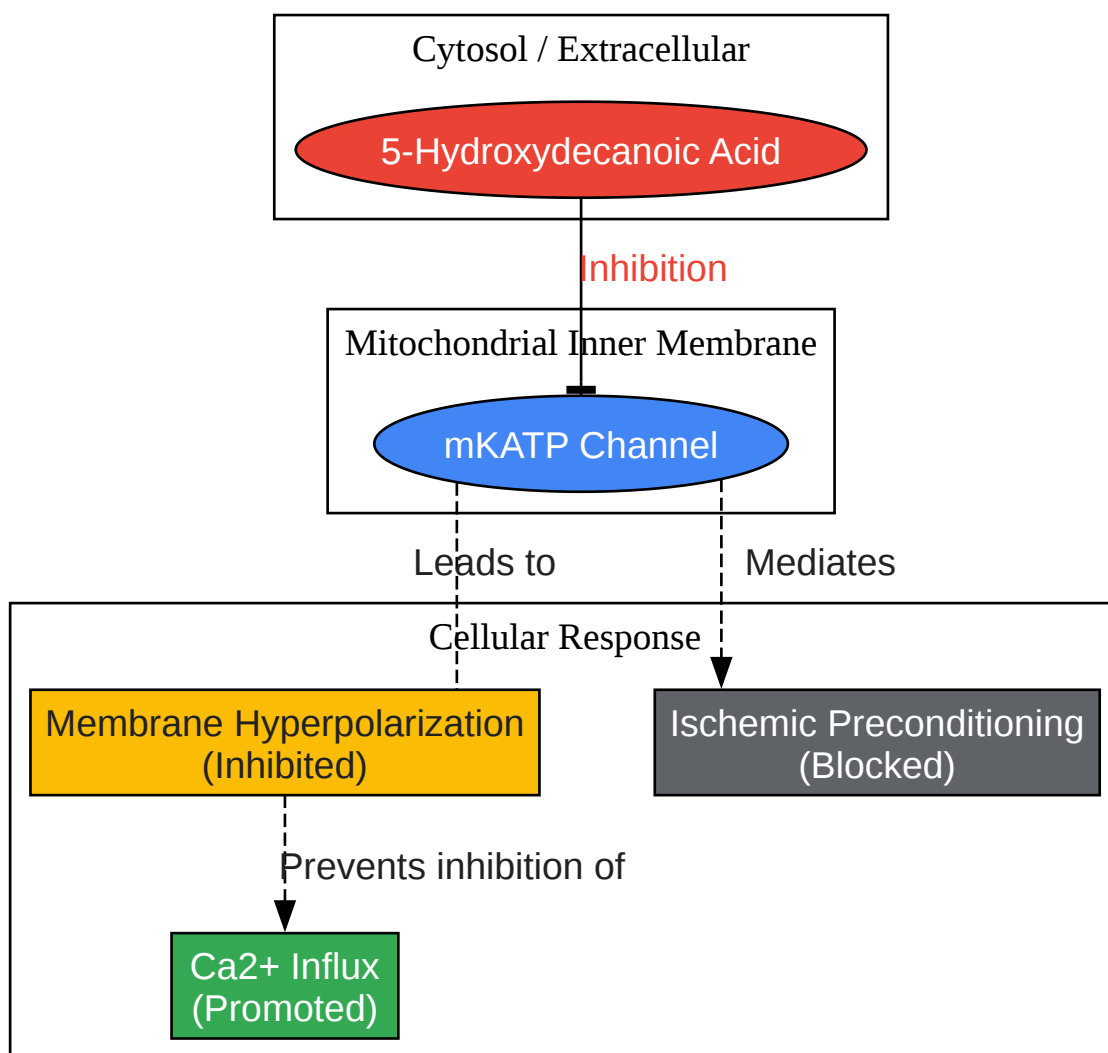 Cytosol / Extracellular
5-Hydroxydecanoic Acid
Inhibition
Mitochondrial Inner Membrane
mKATP Channel
Leads to
Mediates
Cellular Response
Membrane Hyperpolarization
(Inhibited)
Ischemic Preconditioning
(Blocked)
Prevents inhibition of
Ca2+ Influx
(Promoted)